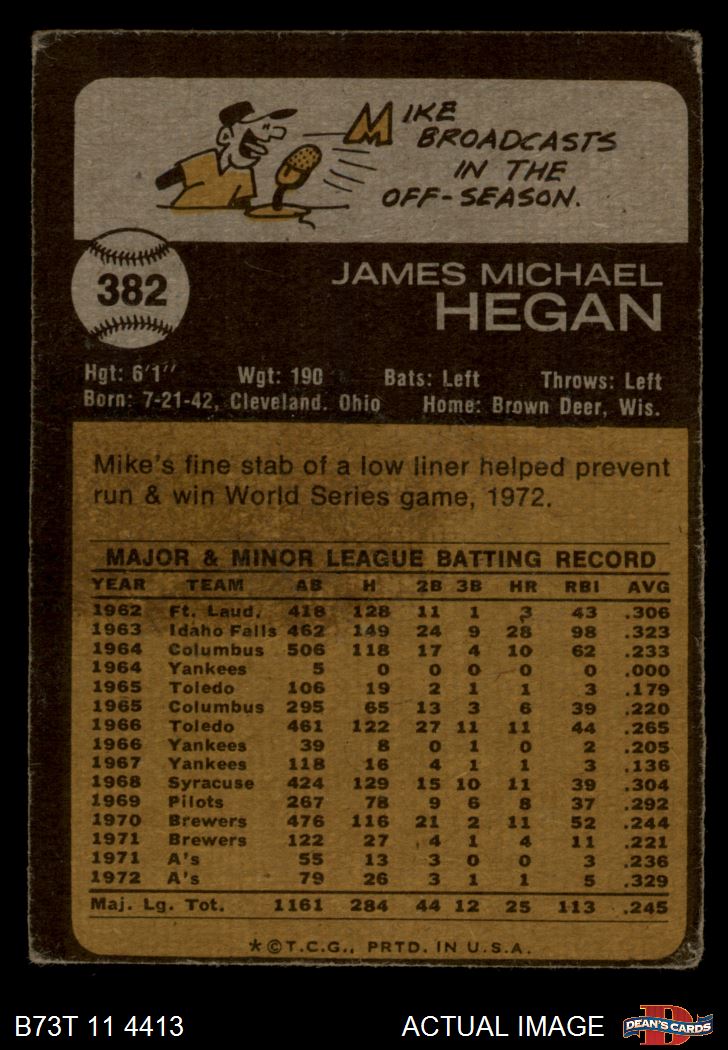 MIKE
BROADCASTS
IN THE
OFF-SEASON.
382
JAMES MICHAEL
HEGAN
Hgt: 6'1" Wgt: 190 Bats: Left Throws: Left
Born: 7-21-42, Cleveland. Ohio Home: Brown Deer, Wis.
Mike's fine stab of a low liner helped prevent
run & win World Series game, 1972.
MAJOR & MINOR LEAGUE BATTING RECORD
YEAR TEAM AB H 2B 3B HR RBI AVG
1962 Ft. Laud. 418 128 11 1 3 43 .306
1963 Idaho Falls 462 149 24 9 28 98 .323
1964 Columbus 506 118 17 4 10 62 .233
1964 Yankees 5 0 0 0 0 0 .000
1965 Toledo 106 19 2 1 1 3 .179
1965 Columbus 295 65 13 3 6 39 .220
1966 Toledo 461 122 27 11 11 44 .265
1966 Yankees 39 8 0 1 0 2 .205
1967 Yankees 118 16 4 1 1 3 .136
1968 Syracuse 424 129 15 10 11 39 .304
1969 Pilots 267 78 9 6 8 37 .292
1970 Brewers 476 116 21 2 11 52 .244
1971 Brewers 122 27 4 1 4 11 .221
1971 A's 55 13 3 0 0 3 .236
1972 A's 79 26 3 1 1 5 .329
Maj. Lg. Tot. 1161 284 44 12 25 113 .245
*©T.C.G., PRTD. IN U.S.A.
B73T 11 4413 ACTUAL IMAGE
D
DEAN'S CARDS